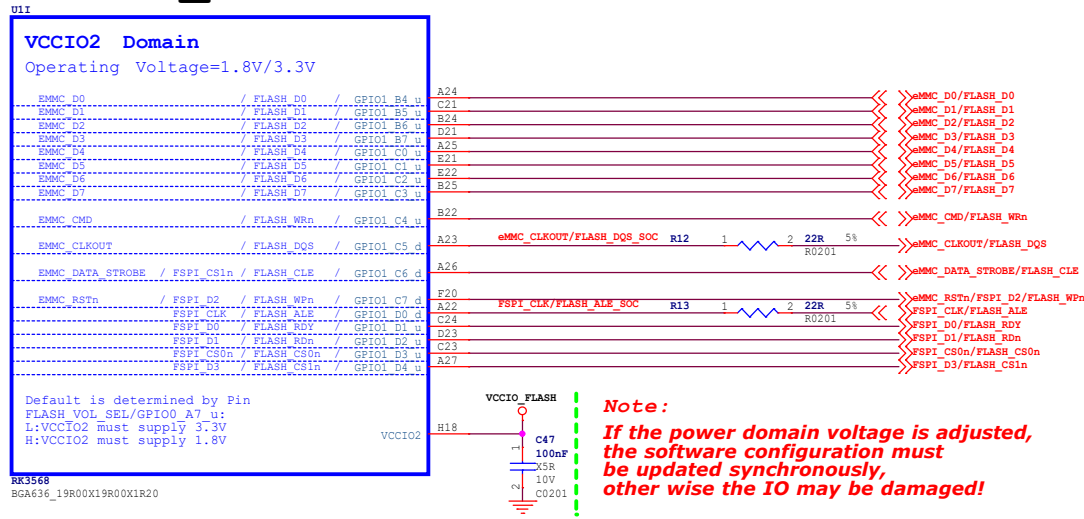 U1I
VCCIO2 Domain
Operating Voltage=1.8V/3.3V
EMMC_D0 / FLASH_D0 / GPIO1_B4_u A24 eMMC_D0/FLASH_D0
EMMC_D1 / FLASH_D1 / GPIO1_B5_u C21 eMMC_D1/FLASH_D1
EMMC_D2 / FLASH_D2 / GPIO1_B6_u B24 eMMC_D2/FLASH_D2
EMMC_D3 / FLASH_D3 / GPIO1_B7_u D21 eMMC_D3/FLASH_D3
EMMC_D4 / FLASH_D4 / GPIO1_C0_u A25 eMMC_D4/FLASH_D4
EMMC_D5 / FLASH_D5 / GPIO1_C1_u E21 eMMC_D5/FLASH_D5
EMMC_D6 / FLASH_D6 / GPIO1_C2_u E22 eMMC_D6/FLASH_D6
EMMC_D7 / FLASH_D7 / GPIO1_C3_u B25 eMMC_D7/FLASH_D7
EMMC_CMD / FLASH_WRn / GPIO1_C4_u B22 eMMC_CMD/FLASH_WRn
EMMC_CLKOUT / FLASH_DQS / GPIO1_C5_d A23 eMMC_CLKOUT/FLASH_DQS_SOC R12 1 2 22R 5% eMMC_CLKOUT/FLASH_DQS
R0201
EMMC_DATA_STROBE / FSPI_CS1n / FLASH_CLE / GPIO1_C6_d A26 eMMC_DATA_STROBE/FLASH_CLE
EMMC_RSTn / FSPI_D2 / FLASH_WPn / GPIO1_C7_d F20 eMMC_RSTn/FSPI_D2/FLASH_WPn
FSPI_CLK / FLASH_ALE / GPIO1_D0_d A22 FSPI_CLK/FLASH_ALE_SOC R13 1 2 22R 5% FSPI_CLK/FLASH_ALE
R0201
FSPI_D0 / FLASH_RDY / GPIO1_D1_u C24 FSPI_D0/FLASH_RDY
FSPI_D1 / FLASH_RDn / GPIO1_D2_u D23 FSPI_D1/FLASH_RDn
FSPI_CS0n / FLASH_CS0n / GPIO1_D3_u C23 FSPI_CS0n/FLASH_CS0n
FSPI_D3 / FLASH_CS1n / GPIO1_D4_u A27 FSPI_D3/FLASH_CS1n
Default is determined by Pin
FLASH_VOL_SEL/GPIO0_A7_u:
L:VCCIO2 must supply 3.3V
H:VCCIO2 must supply 1.8V
VCCIO2 H18
VCCIO_FLASH
1
2
C47
100nF
X5R
10V
C0201
Note:
If the power domain voltage is adjusted,
the software configuration must
be updated synchronously,
other wise the IO may be damaged!
RK3568
BGA636_19R00X19R00X1R20